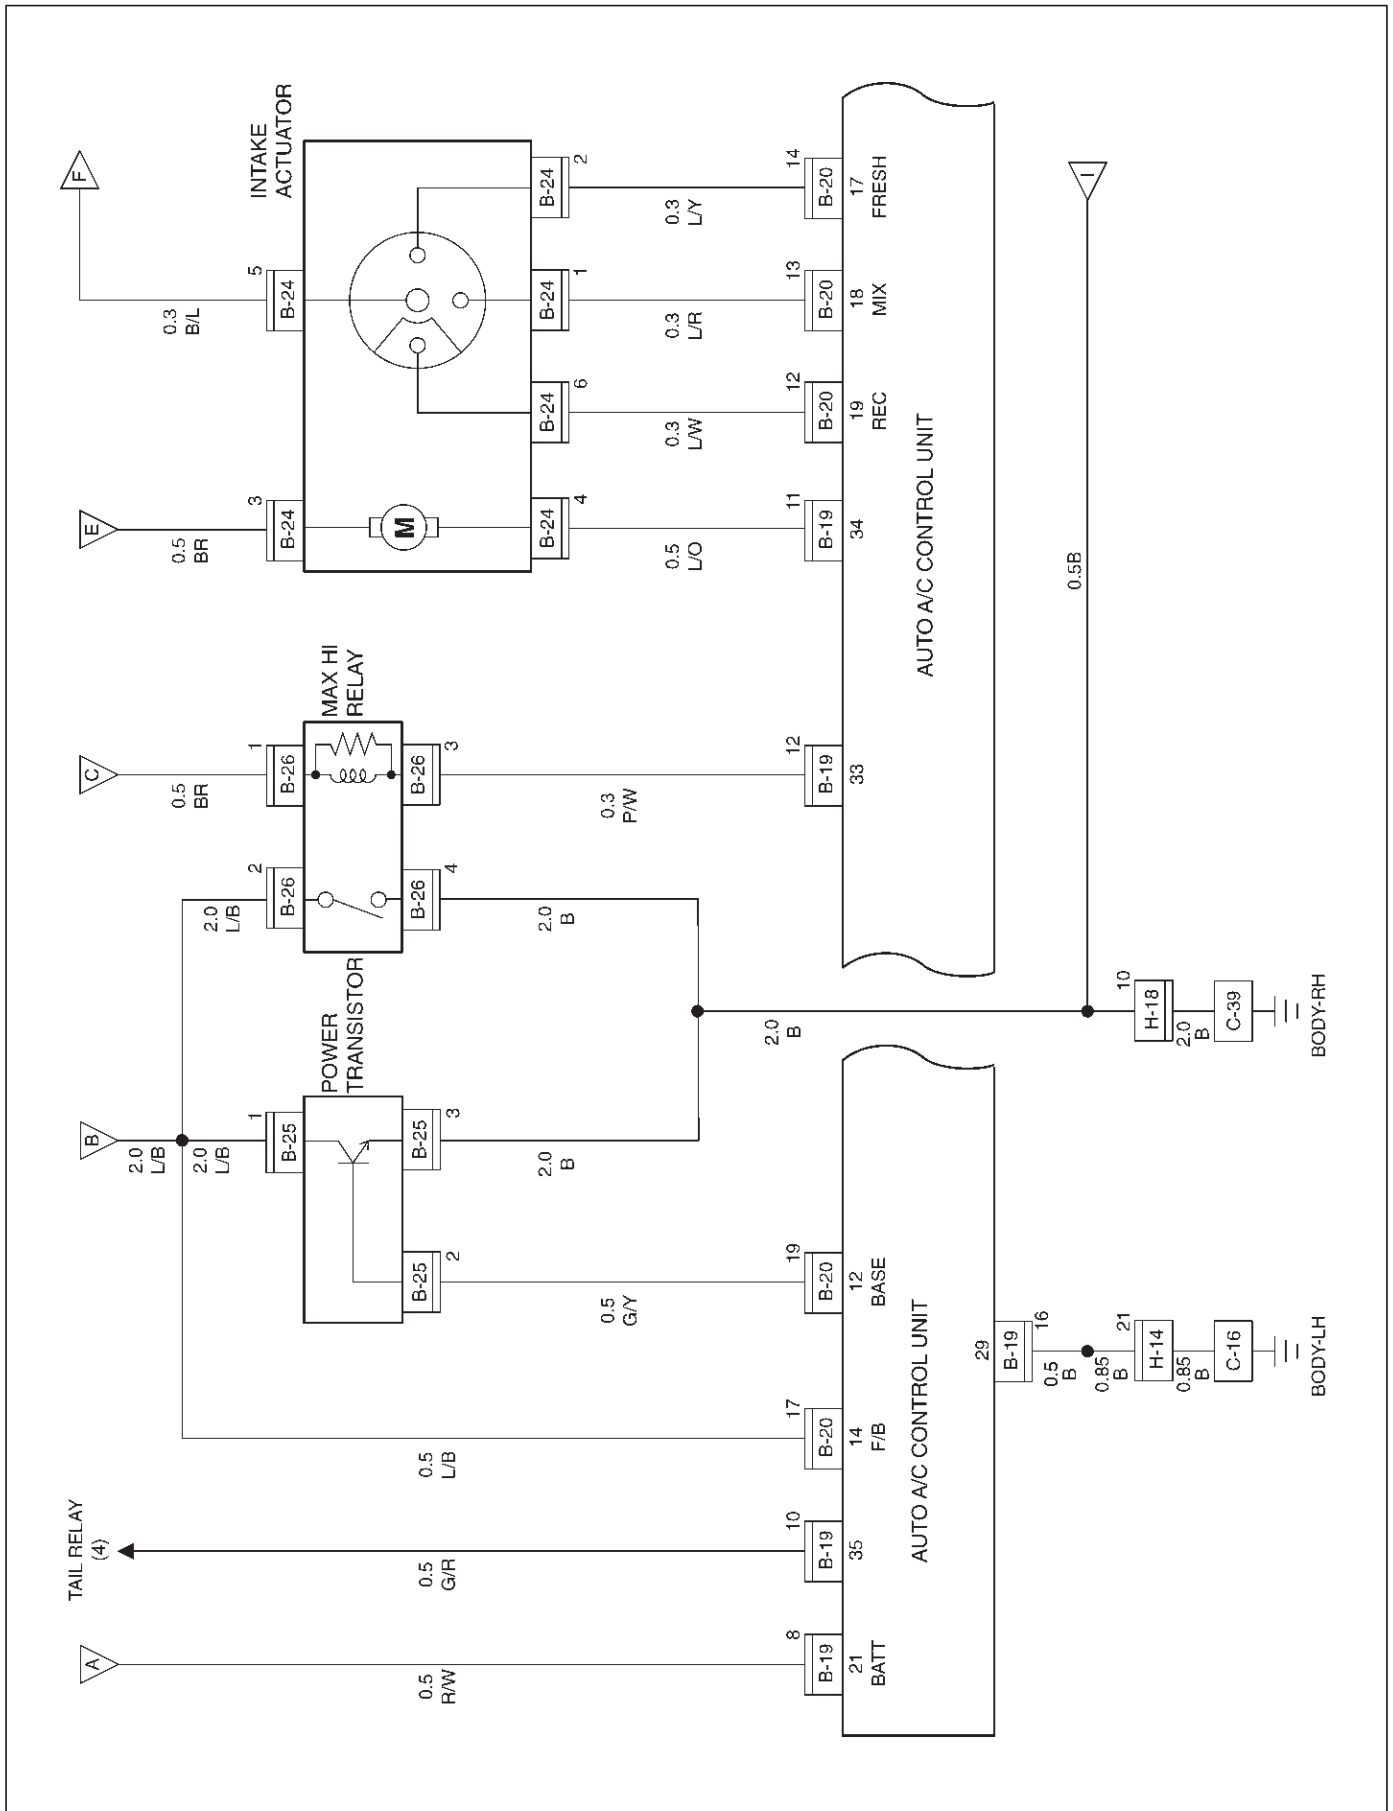 TAIL RELAY
(4)
A
B
C
E
F
0.5
R/W
0.5
G/R
0.5
L/B
2.0
L/B
2.0
L/B
2.0
L/B
0.5
BR
0.5
BR
0.3
B/L
1
B-25
POWER
TRANSISTOR
B-25
2
B-25
3
2
B-26
1
B-26
MAX HI
RELAY
B-26
4
B-26
3
3
B-24
5
B-24
INTAKE
ACTUATOR
M
B-24
4
B-24
6
B-24
1
B-24
2
0.5
G/Y
2.0
B
2.0
B
0.3
P/W
0.5
L/O
0.3
L/W
0.3
L/R
0.3
L/Y
2.0
B
8
B-19
21
BATT
10
B-19
35
17
B-20
14
F/B
19
B-20
12
BASE
12
B-19
33
11
B-19
34
12
B-20
19
REC
13
B-20
18
MIX
14
B-20
17
FRESH
AUTO A/C CONTROL UNIT
AUTO A/C CONTROL UNIT
29
B-19
16
0.5
B
0.85
B
21
H-14
0.85
B
C-16
BODY-LH
0.5B
I
10
H-18
2.0
B
C-39
BODY-RH